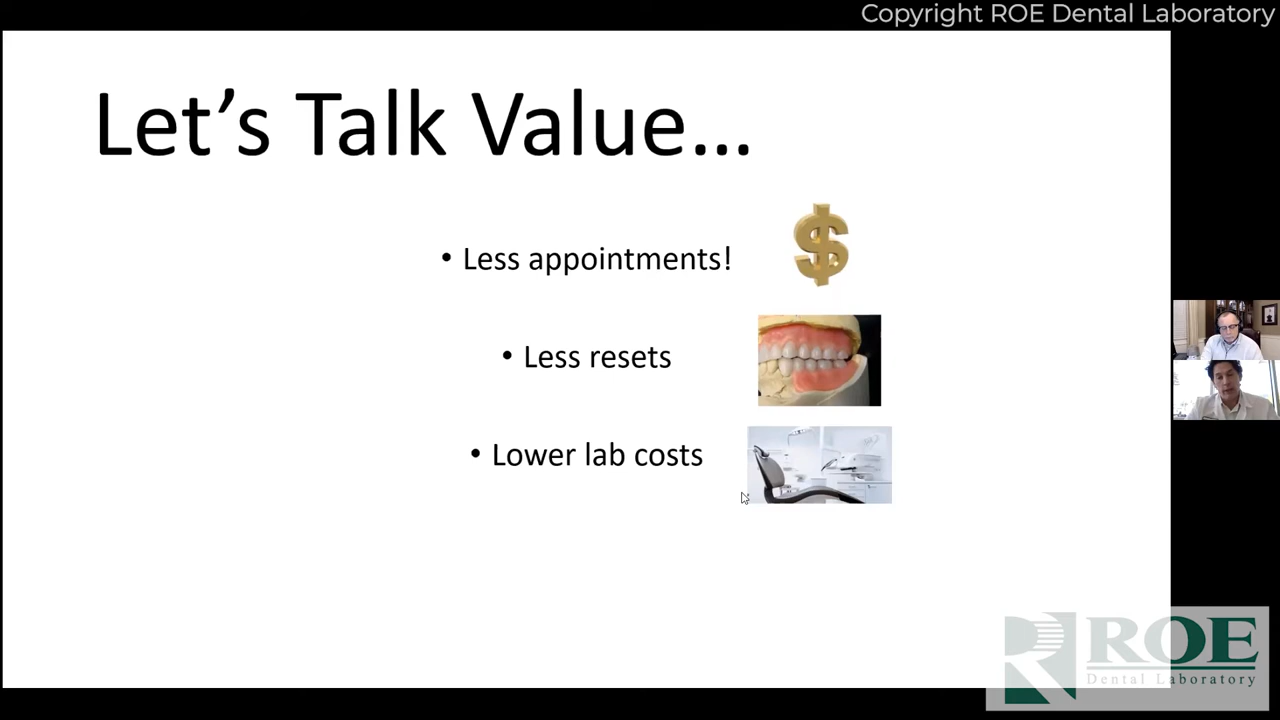 Copyright ROE Dental Laboratory
Let’s Talk Value…
• Less appointments!
• Less resets
• Lower lab costs
ROE
Dental Laboratory